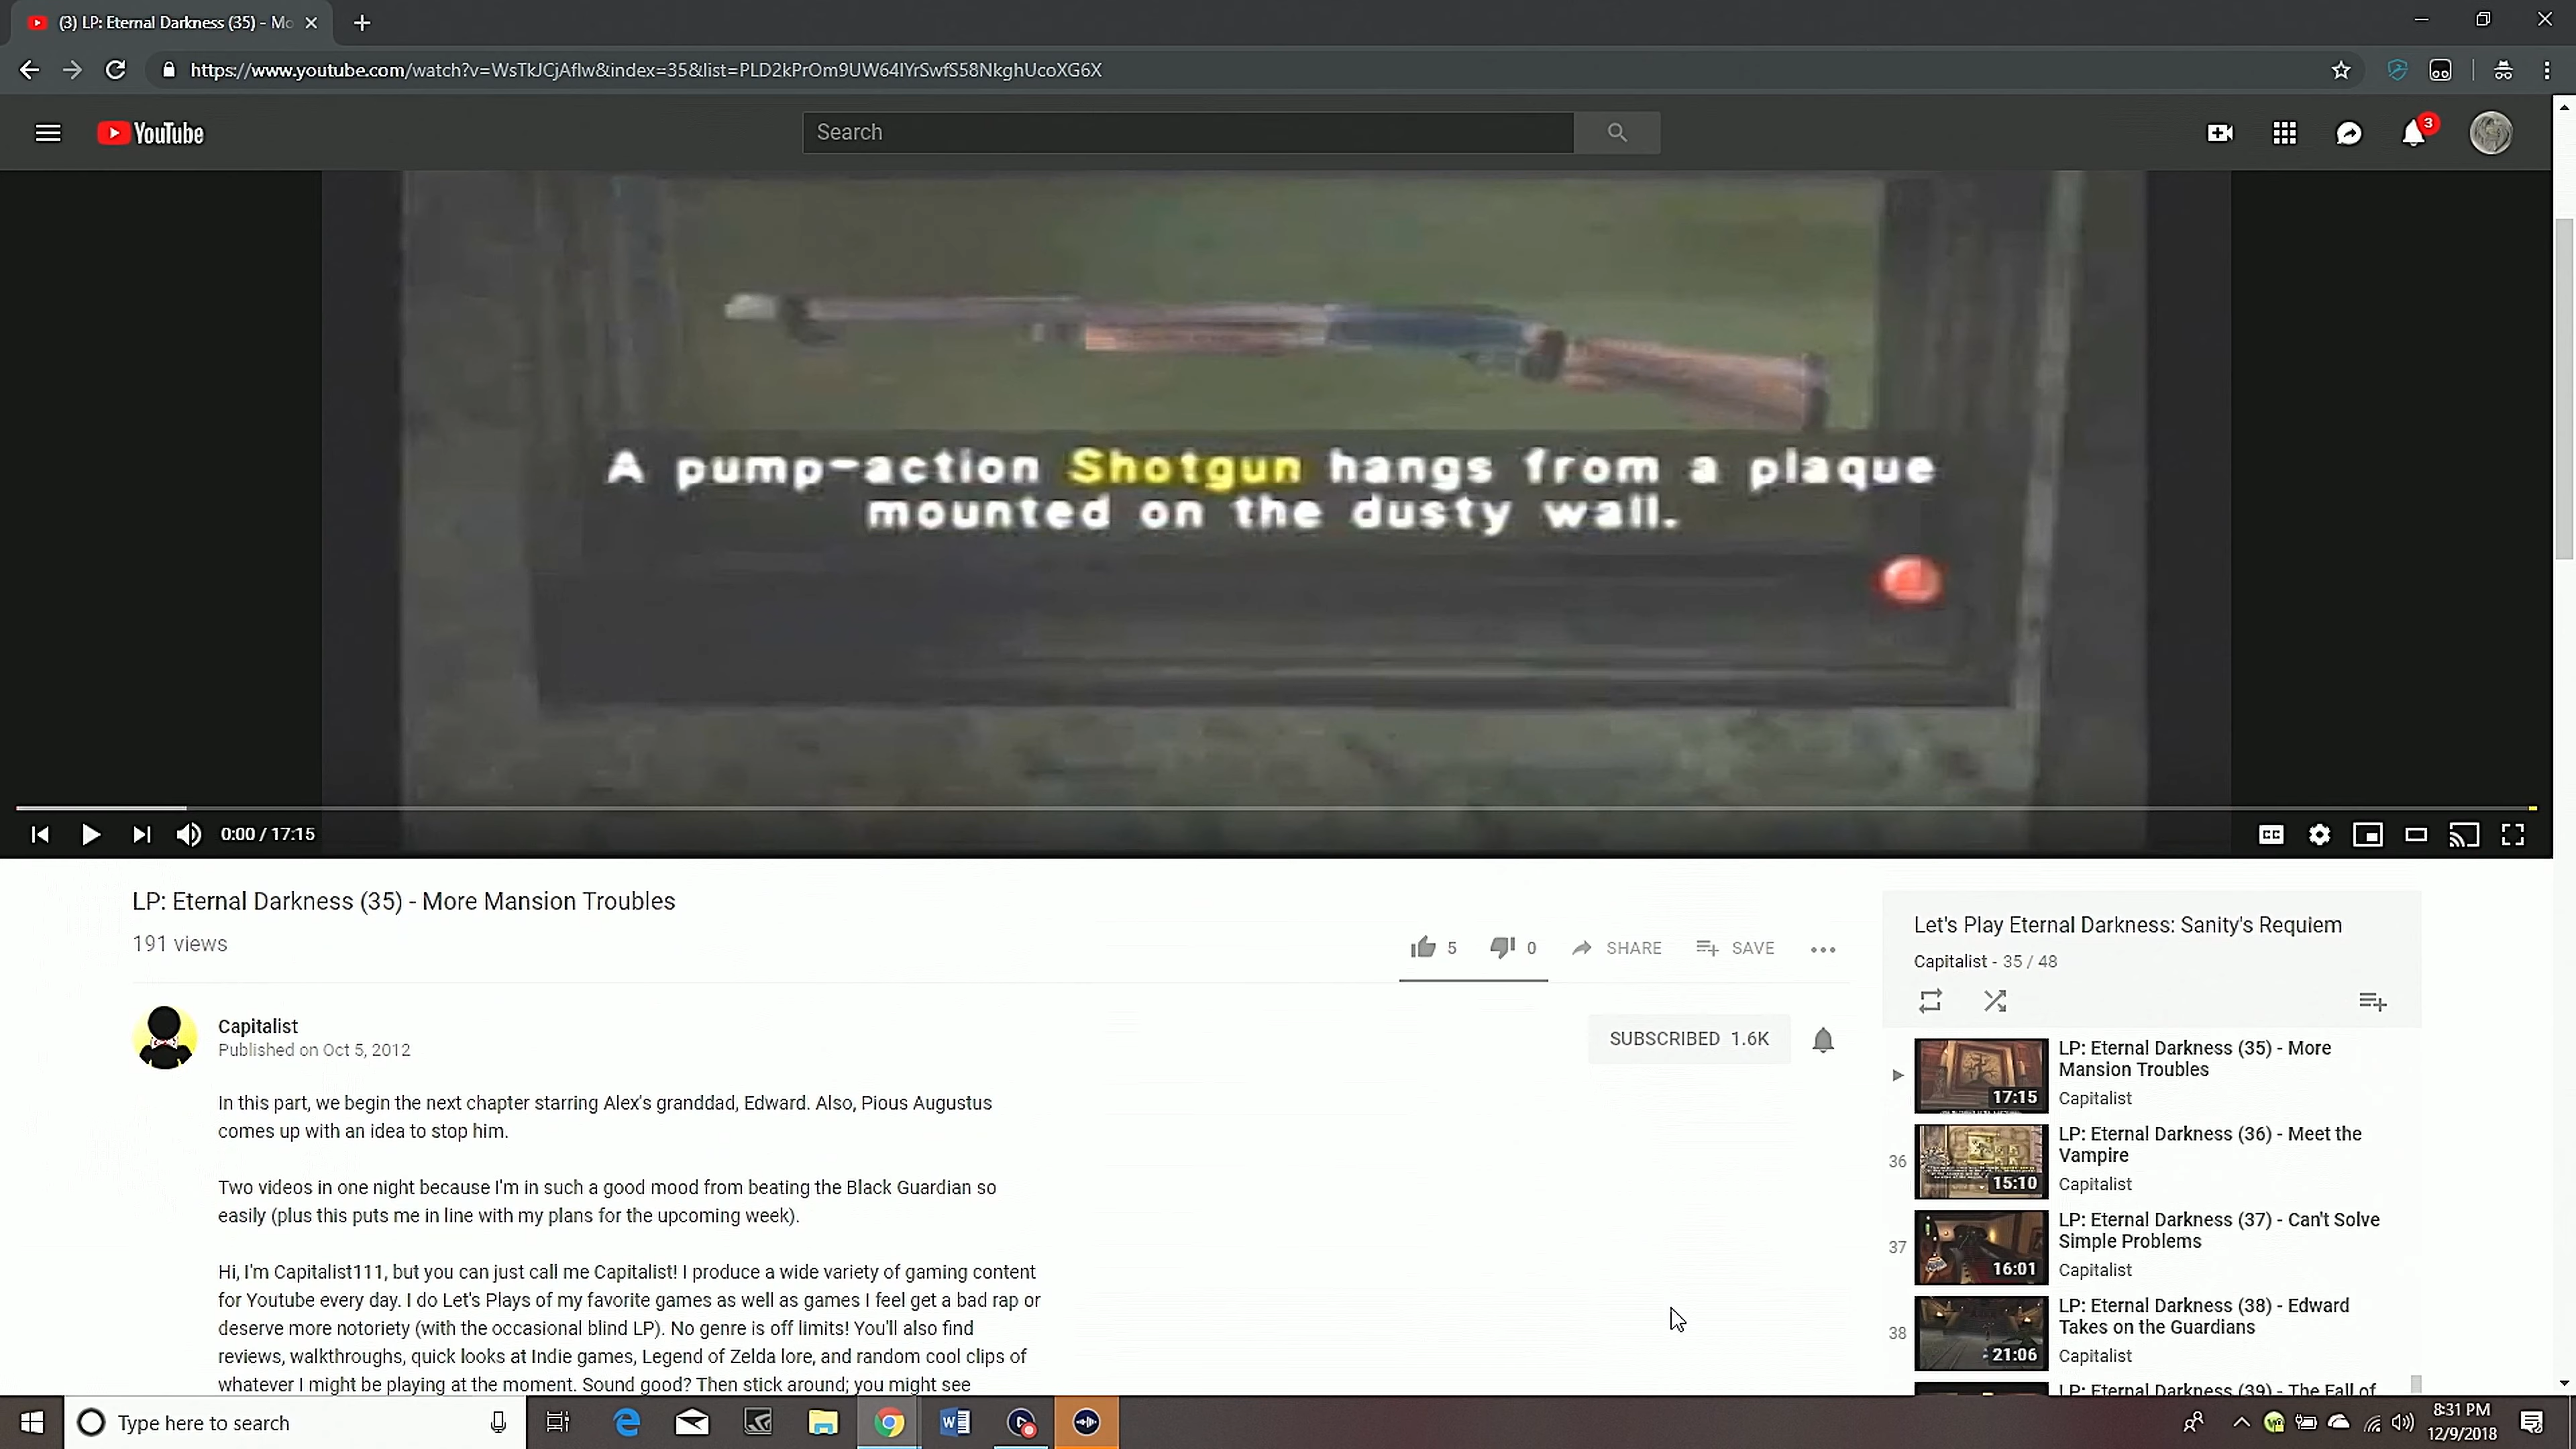 (3) LP: Eternal Darkness (35) - Mo
https://www.youtube.com/watch?v=WsTkJCjAflw&index=35&list=PLD2kPrOm9UW64IYrSwfS58NkghUcoXG6X
YouTube
Search
3
A pump-action Shotgun hangs from a plaque
mounted on the dusty wall.
0:00 / 17:15
CC
LP: Eternal Darkness (35) - More Mansion Troubles
191 views
5
0
SHARE
SAVE
Capitalist
Published on Oct 5, 2012
SUBSCRIBED 1.6K
In this part, we begin the next chapter starring Alex's granddad, Edward. Also, Pious Augustus
comes up with an idea to stop him.
Two videos in one night because I'm in such a good mood from beating the Black Guardian so
easily (plus this puts me in line with my plans for the upcoming week).
Hi, I'm Capitalist111, but you can just call me Capitalist! I produce a wide variety of gaming content
for Youtube every day. I do Let's Plays of my favorite games as well as games I feel get a bad rap or
deserve more notoriety (with the occasional blind LP). No genre is off limits! You'll also find
reviews, walkthroughs, quick looks at Indie games, Legend of Zelda lore, and random cool clips of
whatever I might be playing at the moment. Sound good? Then stick around; you might see
Let's Play Eternal Darkness: Sanity's Requiem
Capitalist - 35 / 48
17:15
LP: Eternal Darkness (35) - More
Mansion Troubles
Capitalist
36
15:10
LP: Eternal Darkness (36) - Meet the
Vampire
Capitalist
37
16:01
LP: Eternal Darkness (37) - Can't Solve
Simple Problems
Capitalist
38
21:06
LP: Eternal Darkness (38) - Edward
Takes on the Guardians
Capitalist
LP: Eternal Darkness (39) - The Fall of
Type here to search
8:31 PM
12/9/2018